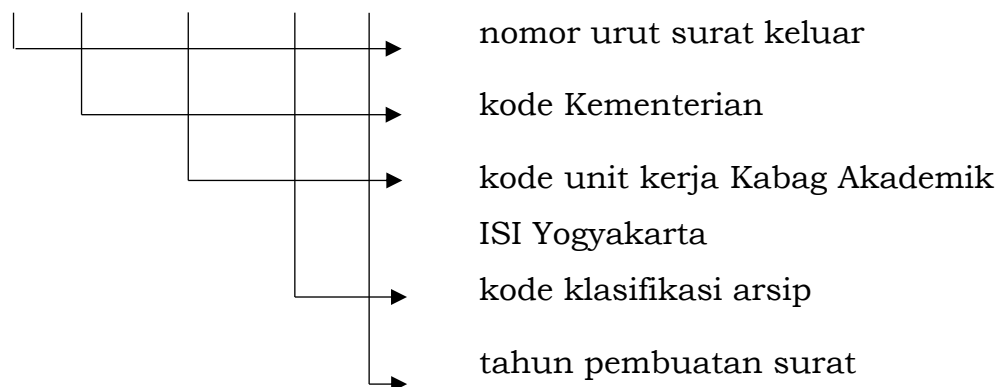 nomor urut surat keluar
kode Kementerian
kode unit kerja Kabag Akademik
ISI Yogyakarta
kode klasifikasi arsip
tahun pembuatan surat